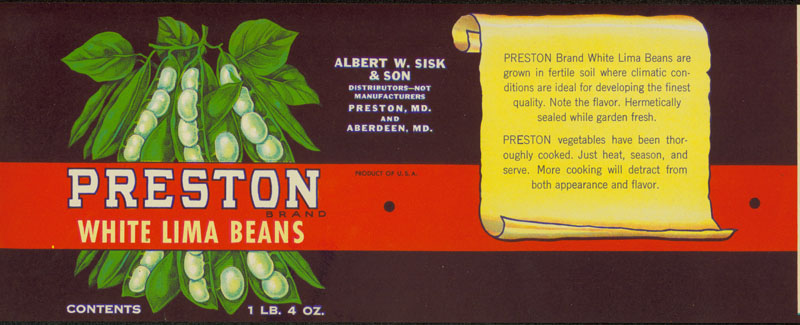 PRESTON
BRAND
WHITE LIMA BEANS
CONTENTS 1 LB. 4 OZ.
ALBERT W. SISK
& SON
DISTRIBUTORS—NOT
MANUFACTURERS
PRESTON, MD.
AND
ABERDEEN, MD.
PRODUCT OF U.S.A.
PRESTON Brand White Lima Beans are
grown in fertile soil where climatic con-
ditions are ideal for developing the finest
quality. Note the flavor. Hermetically
sealed while garden fresh.
PRESTON vegetables have been thor-
oughly cooked. Just heat, season, and
serve. More cooking will detract from
both appearance and flavor.